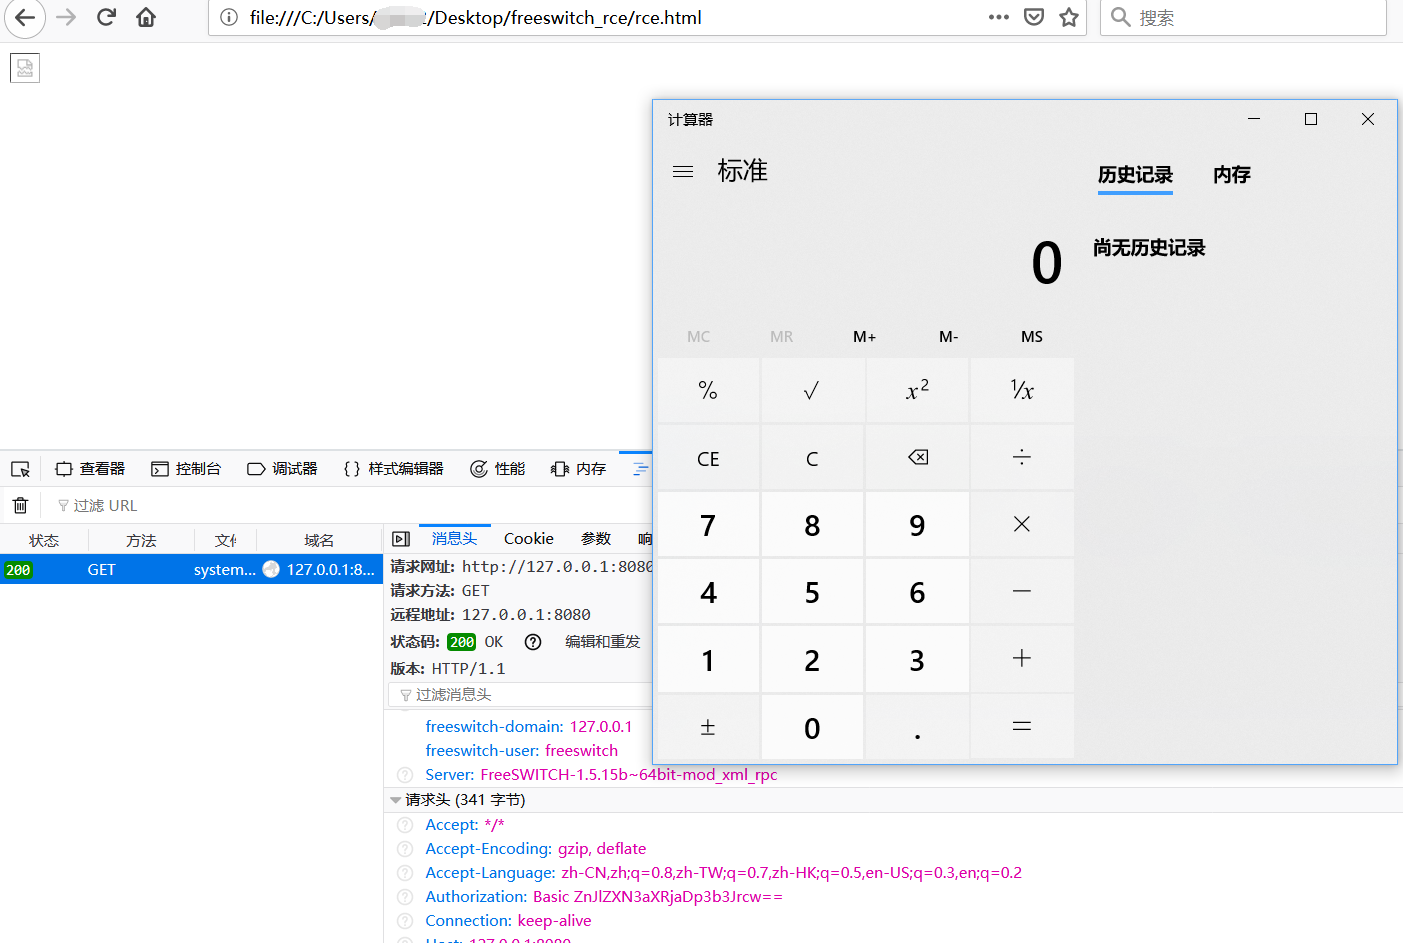 file:///C:/Users/ /Desktop/freeswitch_rce/rce.html
搜索
计算器
标准
历史记录 内存
0
尚无历史记录
MC MR M+ M- MS
% √ x² ¹/x
CE C ⌫ ÷
7 8 9 ×
4 5 6 −
1 2 3 +
± 0 . =
查看器 控制台 调试器 {} 样式编辑器 性能 内存
过滤 URL
状态 方法 文件 域名
200 GET system... 127.0.0.1:8...
消息头 Cookie 参数
请求网址: http://127.0.0.1:8080
请求方法: GET
远程地址: 127.0.0.1:8080
状态码: 200 OK 编辑和重发
版本: HTTP/1.1
过滤消息头
freeswitch-domain: 127.0.0.1
freeswitch-user: freeswitch
Server: FreeSWITCH-1.5.15b~64bit-mod_xml_rpc
请求头 (341 字节)
Accept: */*
Accept-Encoding: gzip, deflate
Accept-Language: zh-CN,zh;q=0.8,zh-TW;q=0.7,zh-HK;q=0.5,en-US;q=0.3,en;q=0.2
Authorization: Basic ZnJlZXN3aXRjaDp3b3Jrcw==
Connection: keep-alive
Host: 127.0.0.1:8080